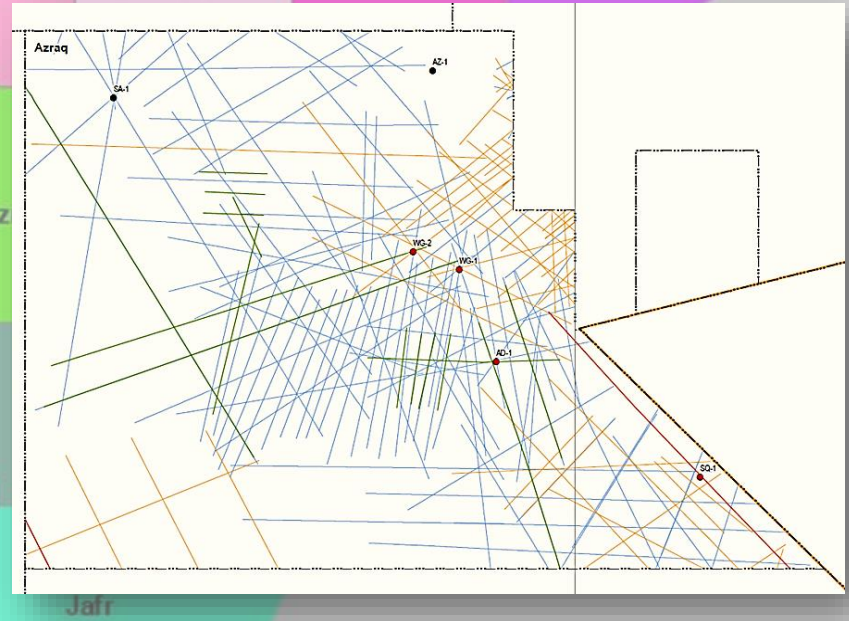 Azraq
AZ-1
SA-1
z
WG-2
WG-1
AD-1
SQ-1
Jafr